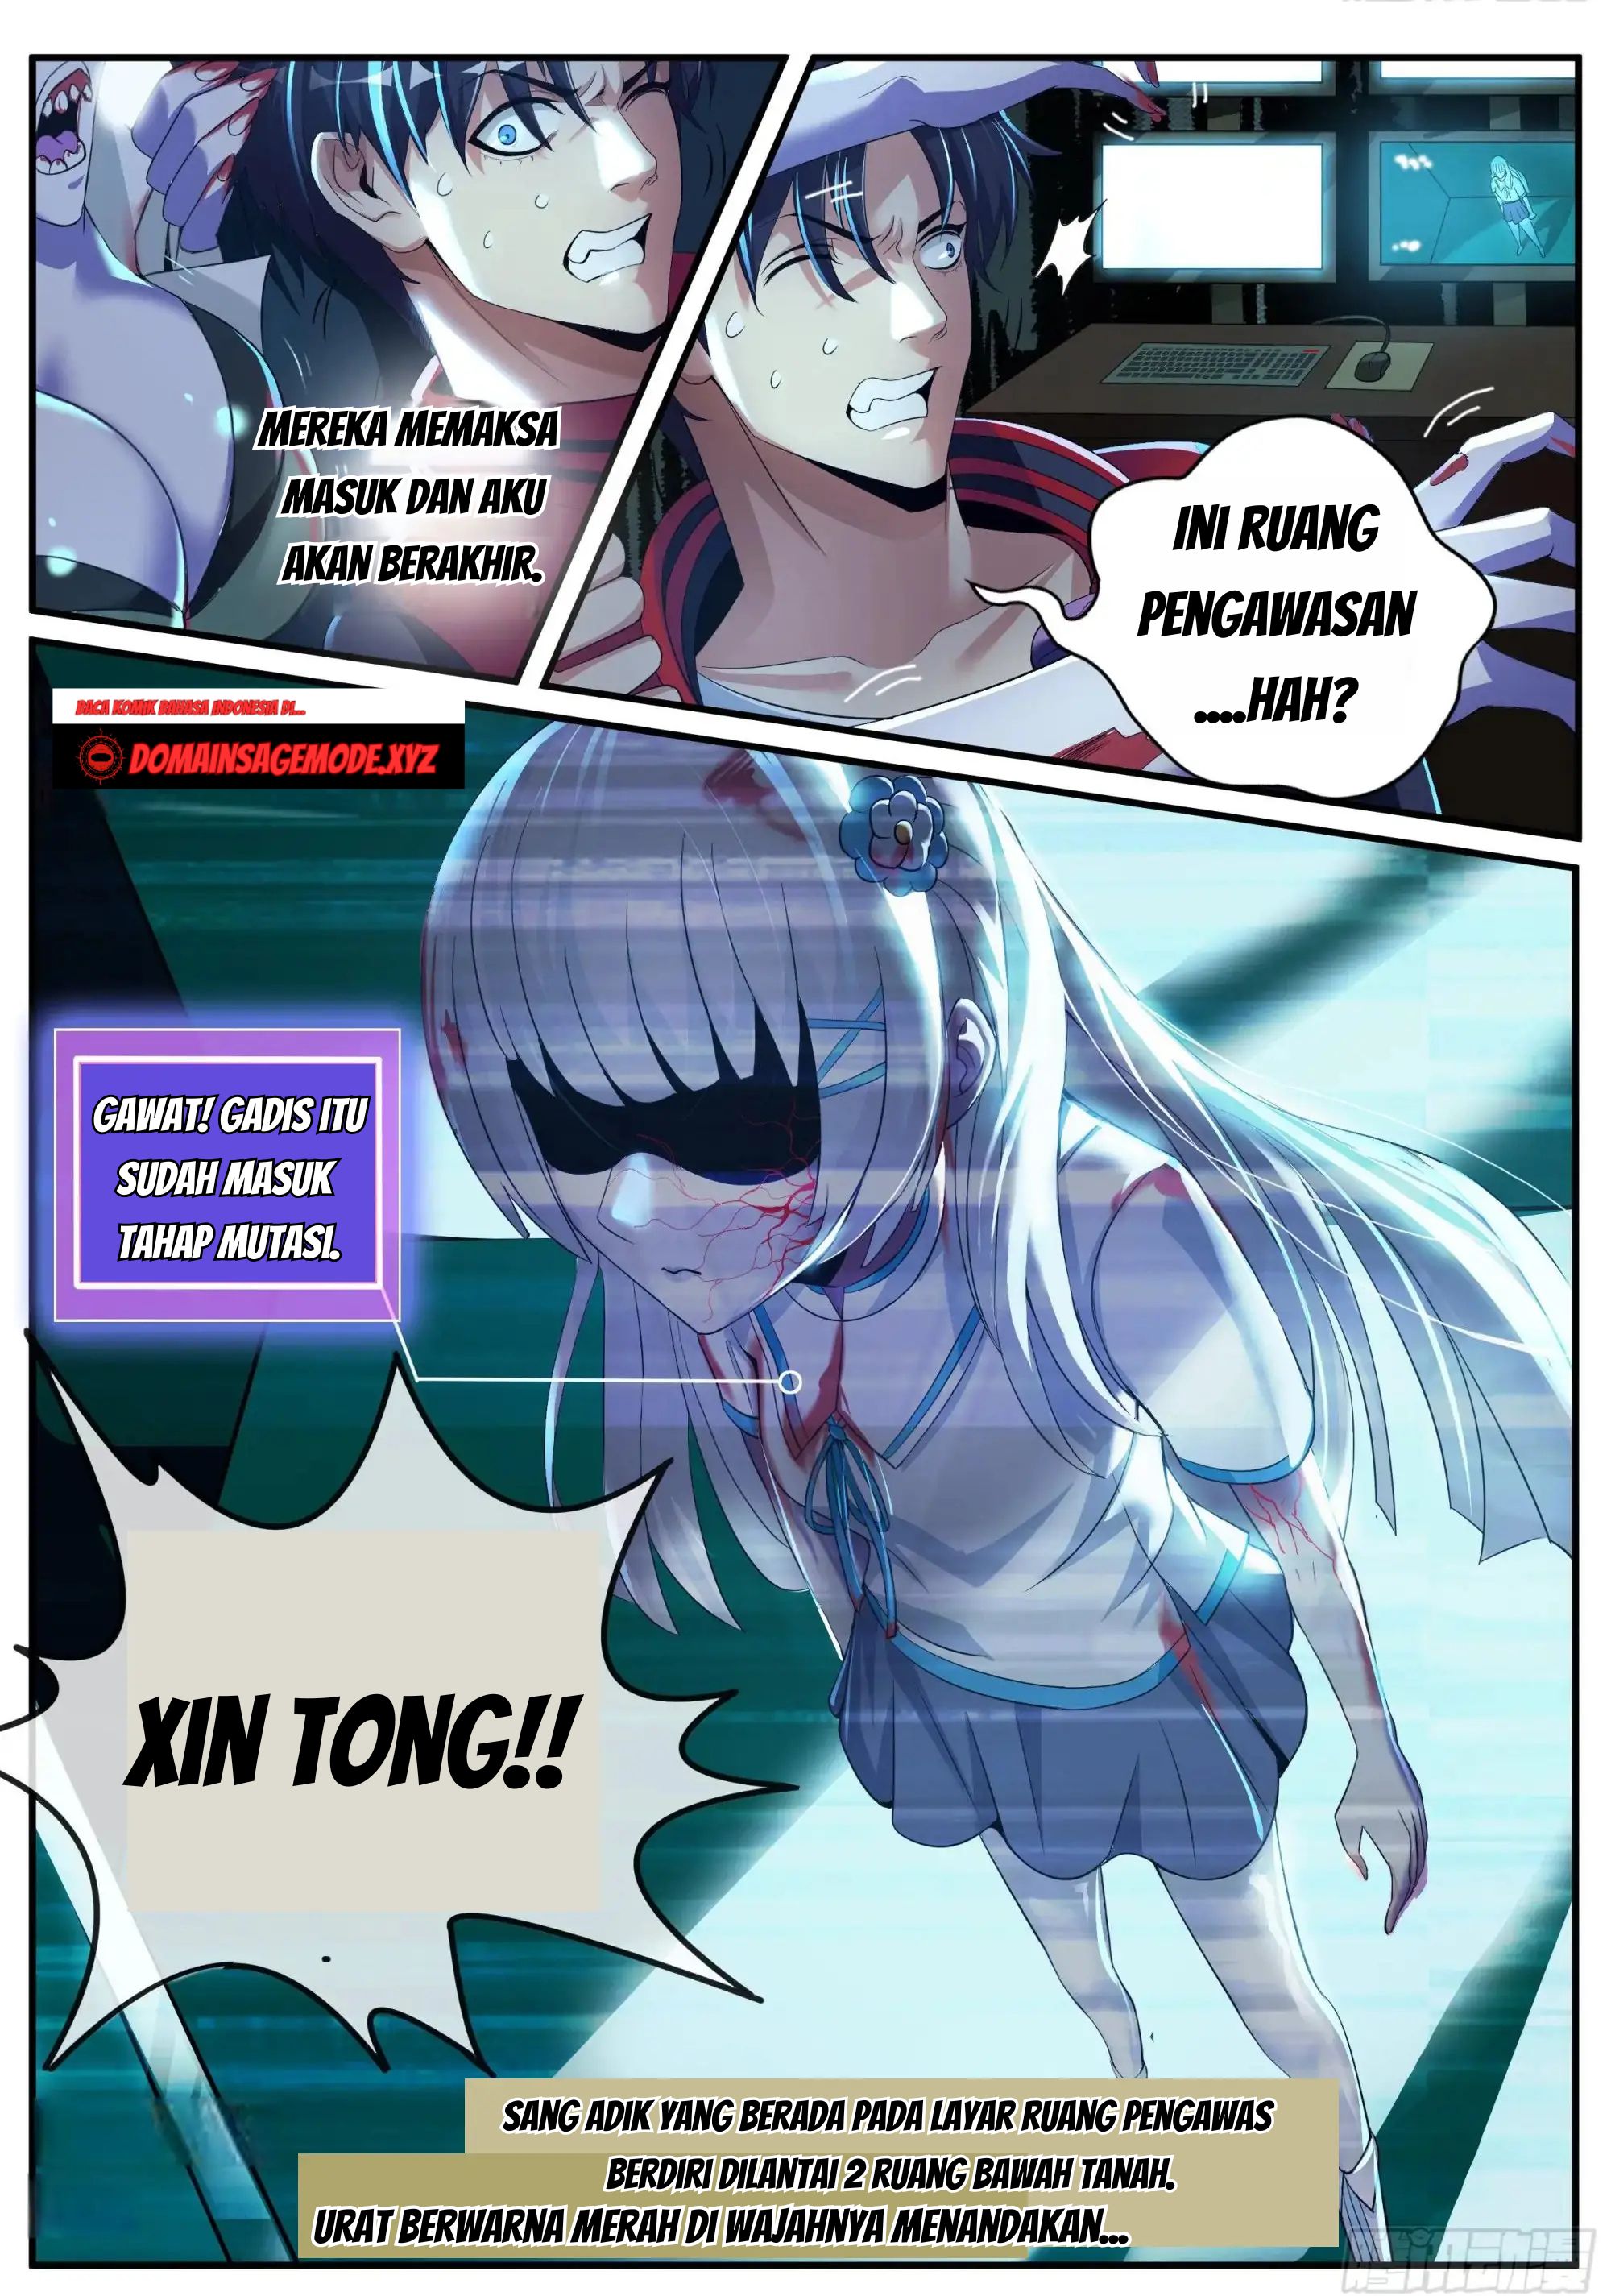 MEREKA MEMAKSA
MASUK DAN AKU
AKAN BERAKHIR.
INI RUANG
PENGAWASAN
....HAH?
BACA KOMIK BAHASA INDONESIA DI...
DOMAINSAGEMODE.XYZ
GAWAT! GADIS ITU
SUDAH MASUK
TAHAP MUTASI.
XIN TONG!!
SANG ADIK YANG BERADA PADA LAYAR RUANG PENGAWAS
BERDIRI DILANTAI 2 RUANG BAWAH TANAH.
URAT BERWARNA MERAH DI WAJAHNYA MENANDAKAN...